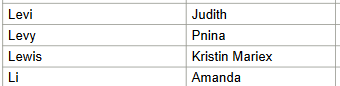 Levi Judith
Levy Pnina
Lewis Kristin Mariex
Li Amanda